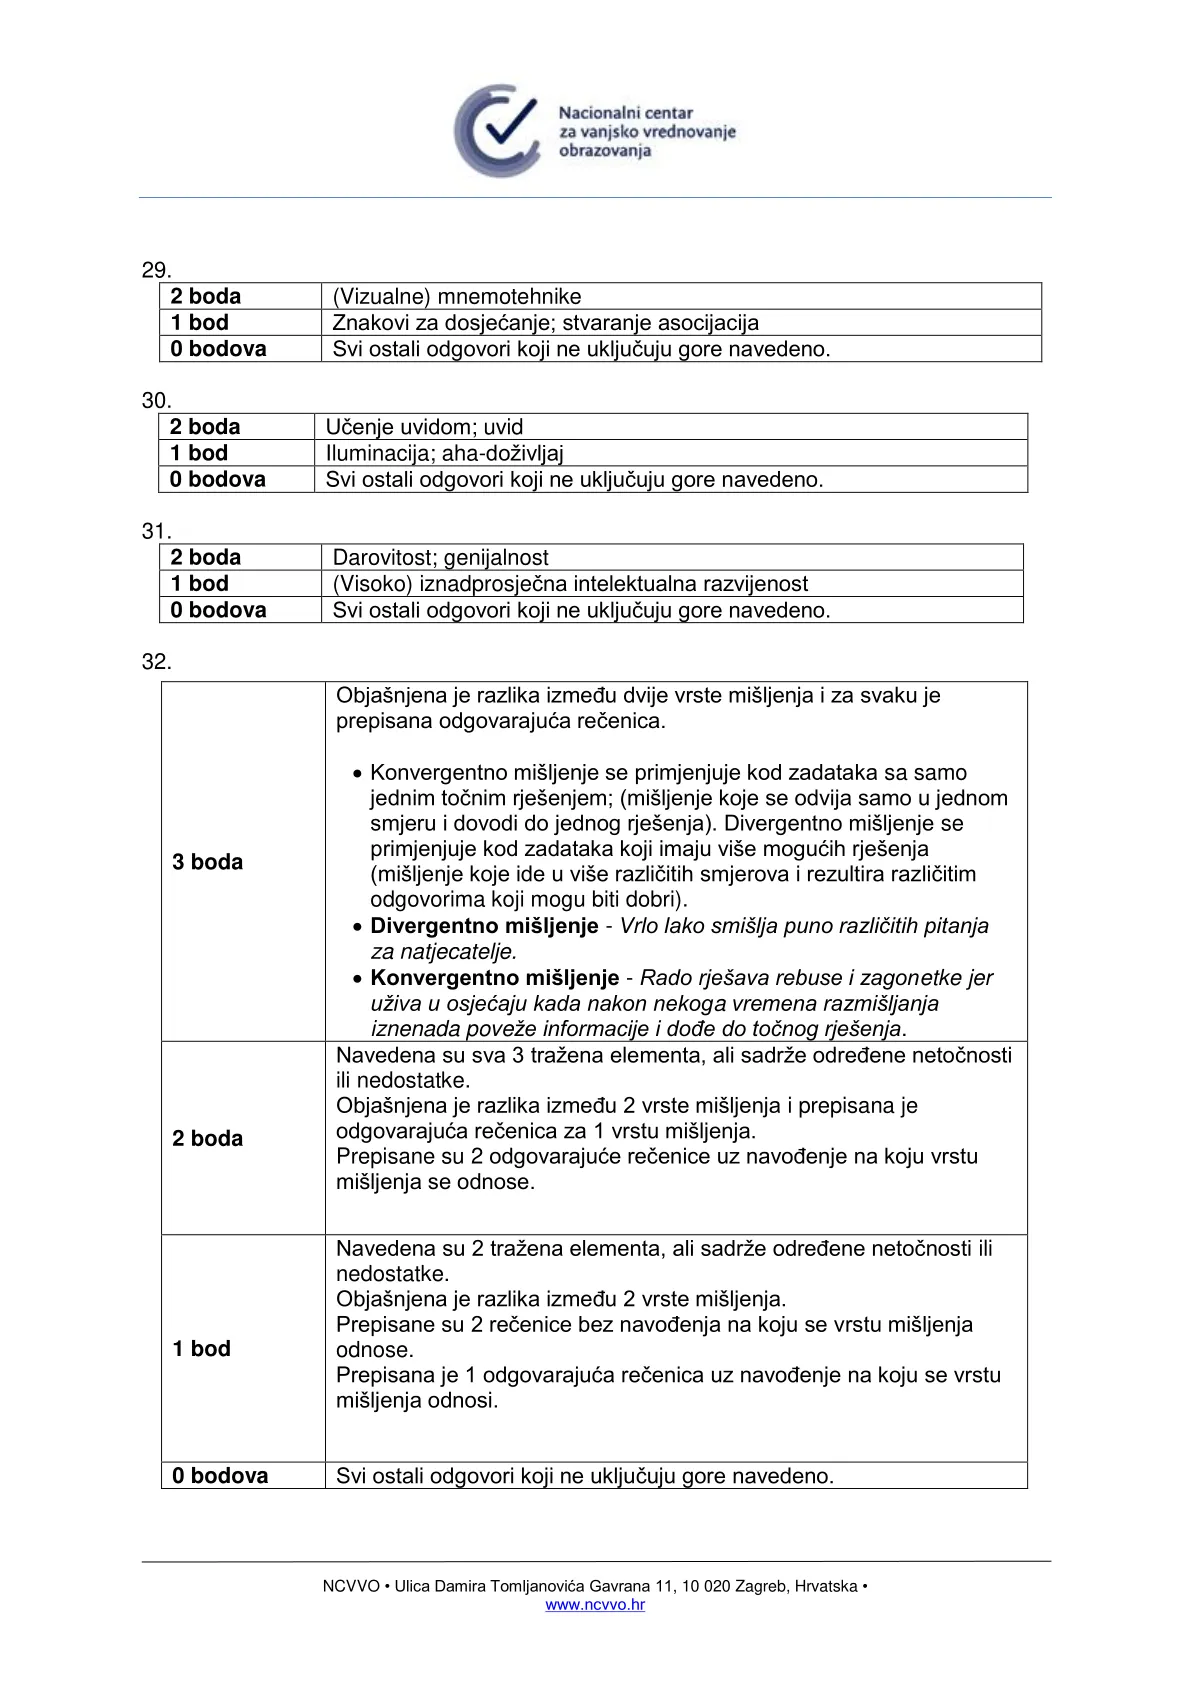 Nacionalni centar
za vanjsko vrednovanje
obrazovanja
29.
2 boda (Vizualne) mnemotehnike
1 bod Znakovi za dosjećanje; stvaranje asocijacija
0 bodova Svi ostali odgovori koji ne uključuju gore navedeno.
30.
2 boda Učenje uvidom; uvid
1 bod Iluminacija; aha-doživljaj
0 bodova Svi ostali odgovori koji ne uključuju gore navedeno.
31.
2 boda Darovitost; genijalnost
1 bod (Visoko) iznadprosječna intelektualna razvijenost
0 bodova Svi ostali odgovori koji ne uključuju gore navedeno.
32.
3 boda
Objašnjena je razlika između dvije vrste mišljenja i za svaku je
prepisana odgovarajuća rečenica.
• Konvergentno mišljenje se primjenjuje kod zadataka sa samo
jednim točnim rješenjem; (mišljenje koje se odvija samo u jednom
smjeru i dovodi do jednog rješenja). Divergentno mišljenje se
primjenjuje kod zadataka koji imaju više mogućih rješenja
(mišljenje koje ide u više različitih smjerova i rezultira različitim
odgovorima koji mogu biti dobri).
• Divergentno mišljenje - Vrlo lako smišlja puno različitih pitanja
za natjecatelje.
• Konvergentno mišljenje - Rado rješava rebuse i zagonetke jer
uživa u osjećaju kada nakon nekoga vremena razmišljanja
iznenada poveže informacije i dođe do točnog rješenja.
2 boda
Navedena su sva 3 tražena elementa, ali sadrže određene netočnosti
ili nedostatke.
Objašnjena je razlika između 2 vrste mišljenja i prepisana je
odgovarajuća rečenica za 1 vrstu mišljenja.
Prepisane su 2 odgovarajuće rečenice uz navođenje na koju vrstu
mišljenja se odnose.
1 bod
Navedena su 2 tražena elementa, ali sadrže određene netočnosti ili
nedostatke.
Objašnjena je razlika između 2 vrste mišljenja.
Prepisane su 2 rečenice bez navođenja na koju se vrstu mišljenja
odnose.
Prepisana je 1 odgovarajuća rečenica uz navođenje na koju se vrstu
mišljenja odnosi.
0 bodova Svi ostali odgovori koji ne uključuju gore navedeno.
NCVVO • Ulica Damira Tomljanovića Gavrana 11, 10 020 Zagreb, Hrvatska •
www.ncvvo.hr